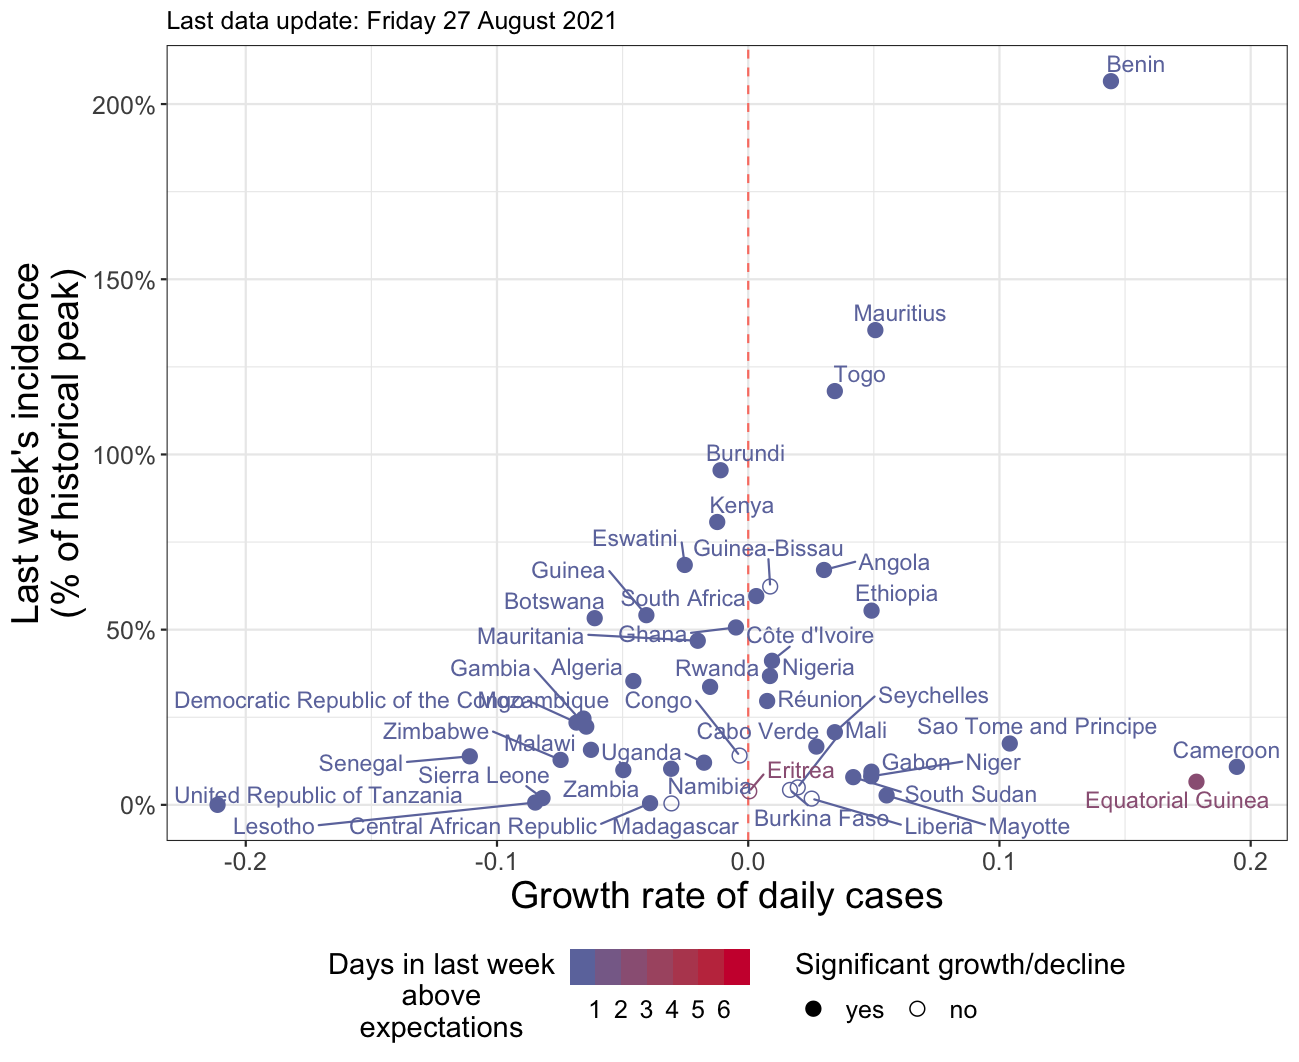 Last data update: Friday 27 August 2021
Last week's incidence
(% of historical peak)
200%
150%
100%
50%
0%
Benin
Mauritius
Togo
Burundi
Kenya
Eswatini
Guinea-Bissau
Guinea
Angola
Botswana
South Africa
Ethiopia
Mauritania
Ghana
Côte d'Ivoire
Gambia
Algeria
Rwanda
Nigeria
Democratic Republic of the Congo
Mozambique
Congo
Réunion
Seychelles
Zimbabwe
Malawi
Cabo Verde
Mali
Sao Tome and Principe
Senegal
Uganda
Gabon
Niger
Cameroon
Sierra Leone
Zambia
Namibia
Eritrea
South Sudan
Equatorial Guinea
United Republic of Tanzania
Lesotho
Central African Republic
Madagascar
Burkina Faso
Liberia
Mayotte
-0.2
-0.1
0.0
0.1
0.2
Growth rate of daily cases
Days in last week
above
expectations
1 2 3 4 5 6
Significant growth/decline
yes
no